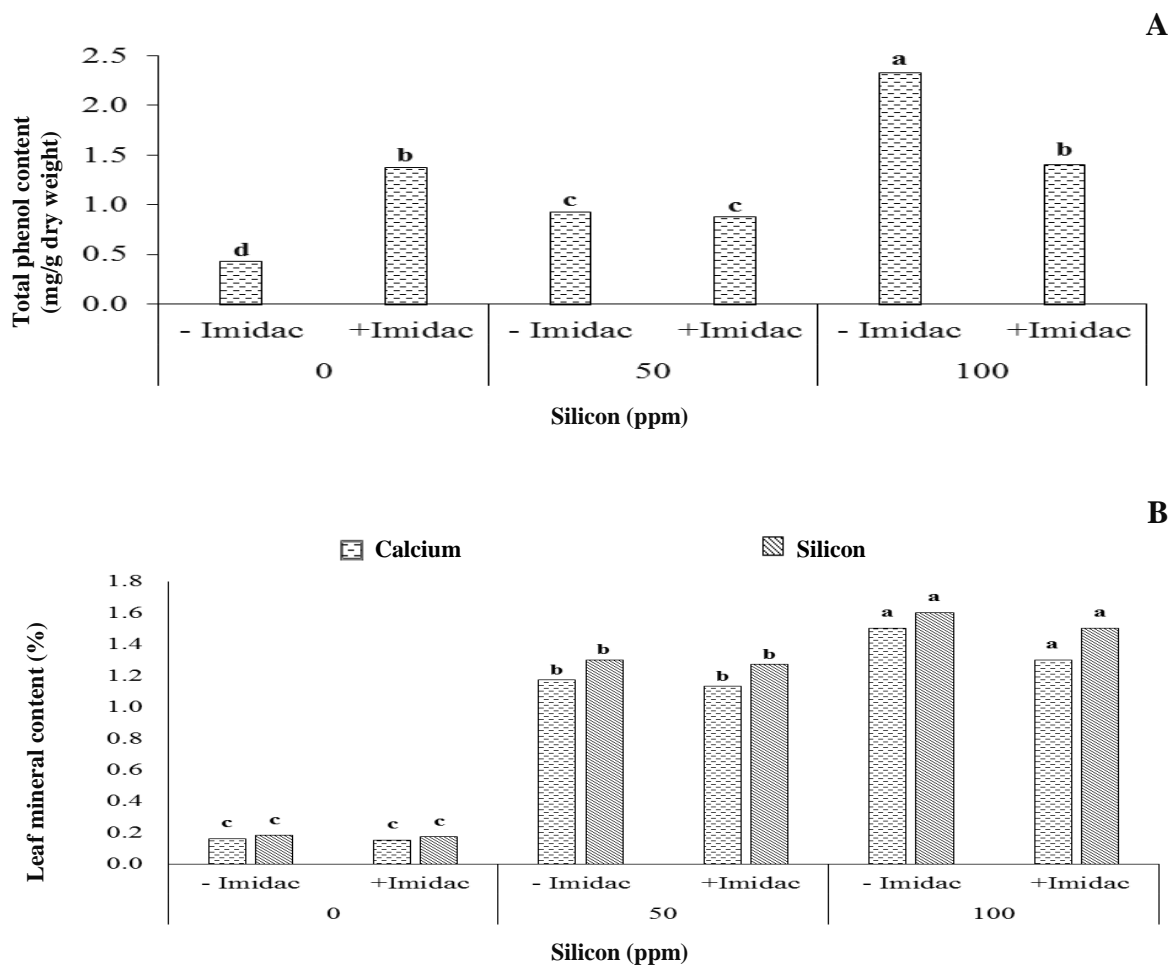 A
Total phenol content
(mg/g dry weight)
2.5
2.0
1.5
1.0
0.5
0.0
d
b
c
c
a
b
- Imidac +Imidac - Imidac +Imidac - Imidac +Imidac
0 50 100
Silicon (ppm)
B
Calcium Silicon
Leaf mineral content (%)
1.8
1.6
1.4
1.2
1.0
0.8
0.6
0.4
0.2
0.0
c c c c b b b b a a a a
- Imidac +Imidac - Imidac +Imidac - Imidac +Imidac
0 50 100
Silicon (ppm)